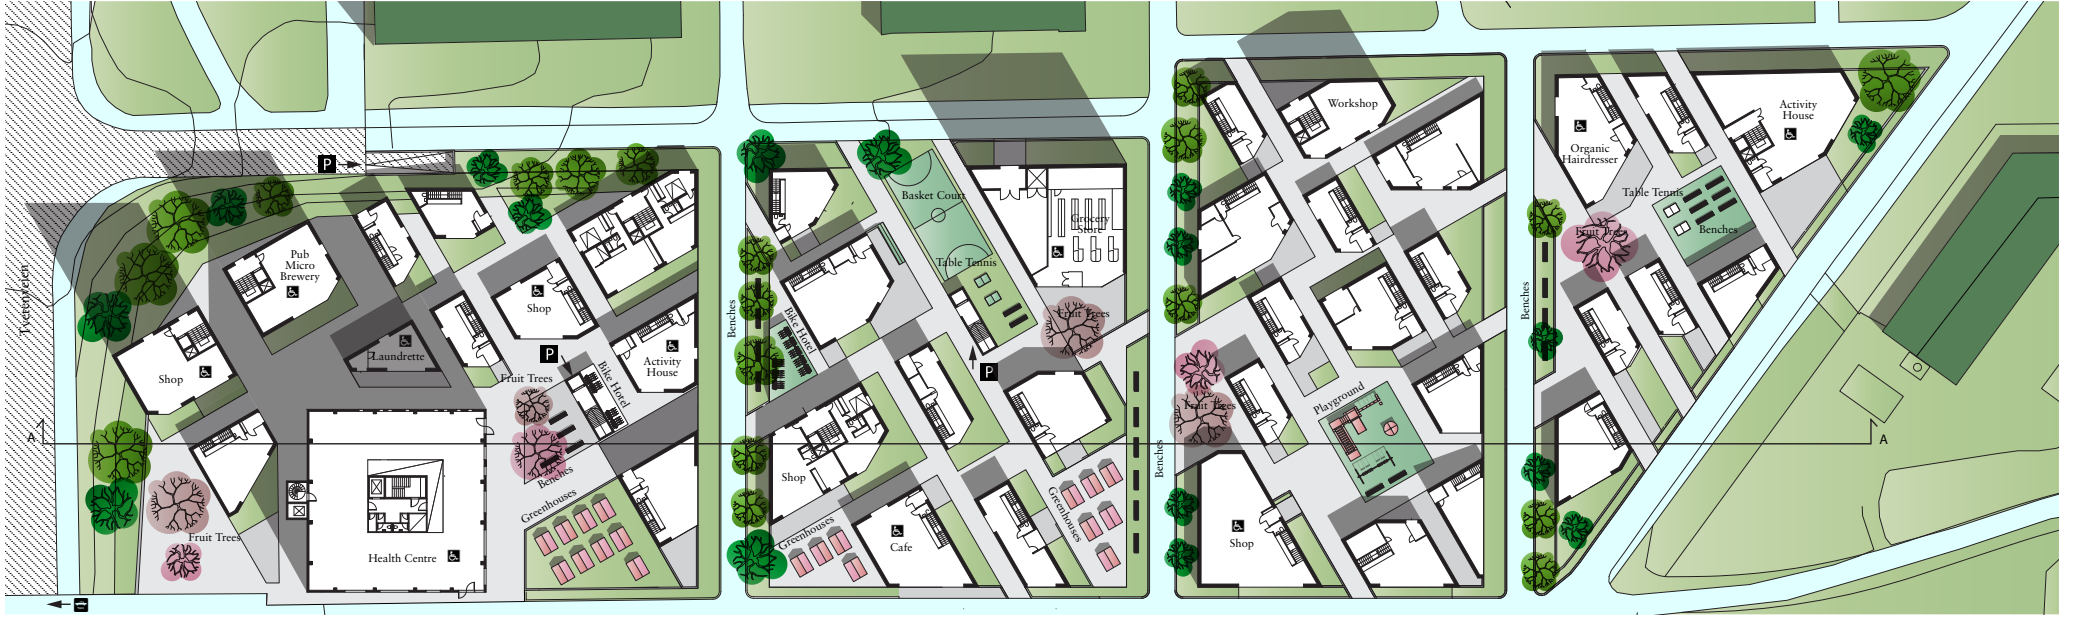 Tvetenveien
A
P
Pub
Micro
Brewery
Shop
Laundrette
Shop
P
Bike Hotel
Activity
House
Fruit Trees
Benches
Greenhouses
Fruit Trees
Health Centre
Benches
Basket Court
Grocery
Store
Table Tennis
Bike Hotel
Fruit Trees
P
Shop
Greenhouses
Cafe
Greenhouses
Benches
Workshop
Fruit Trees
Playground
Shop
Benches
Organic
Hairdresser
Activity
House
Table Tennis
Benches
Fruit Trees
A